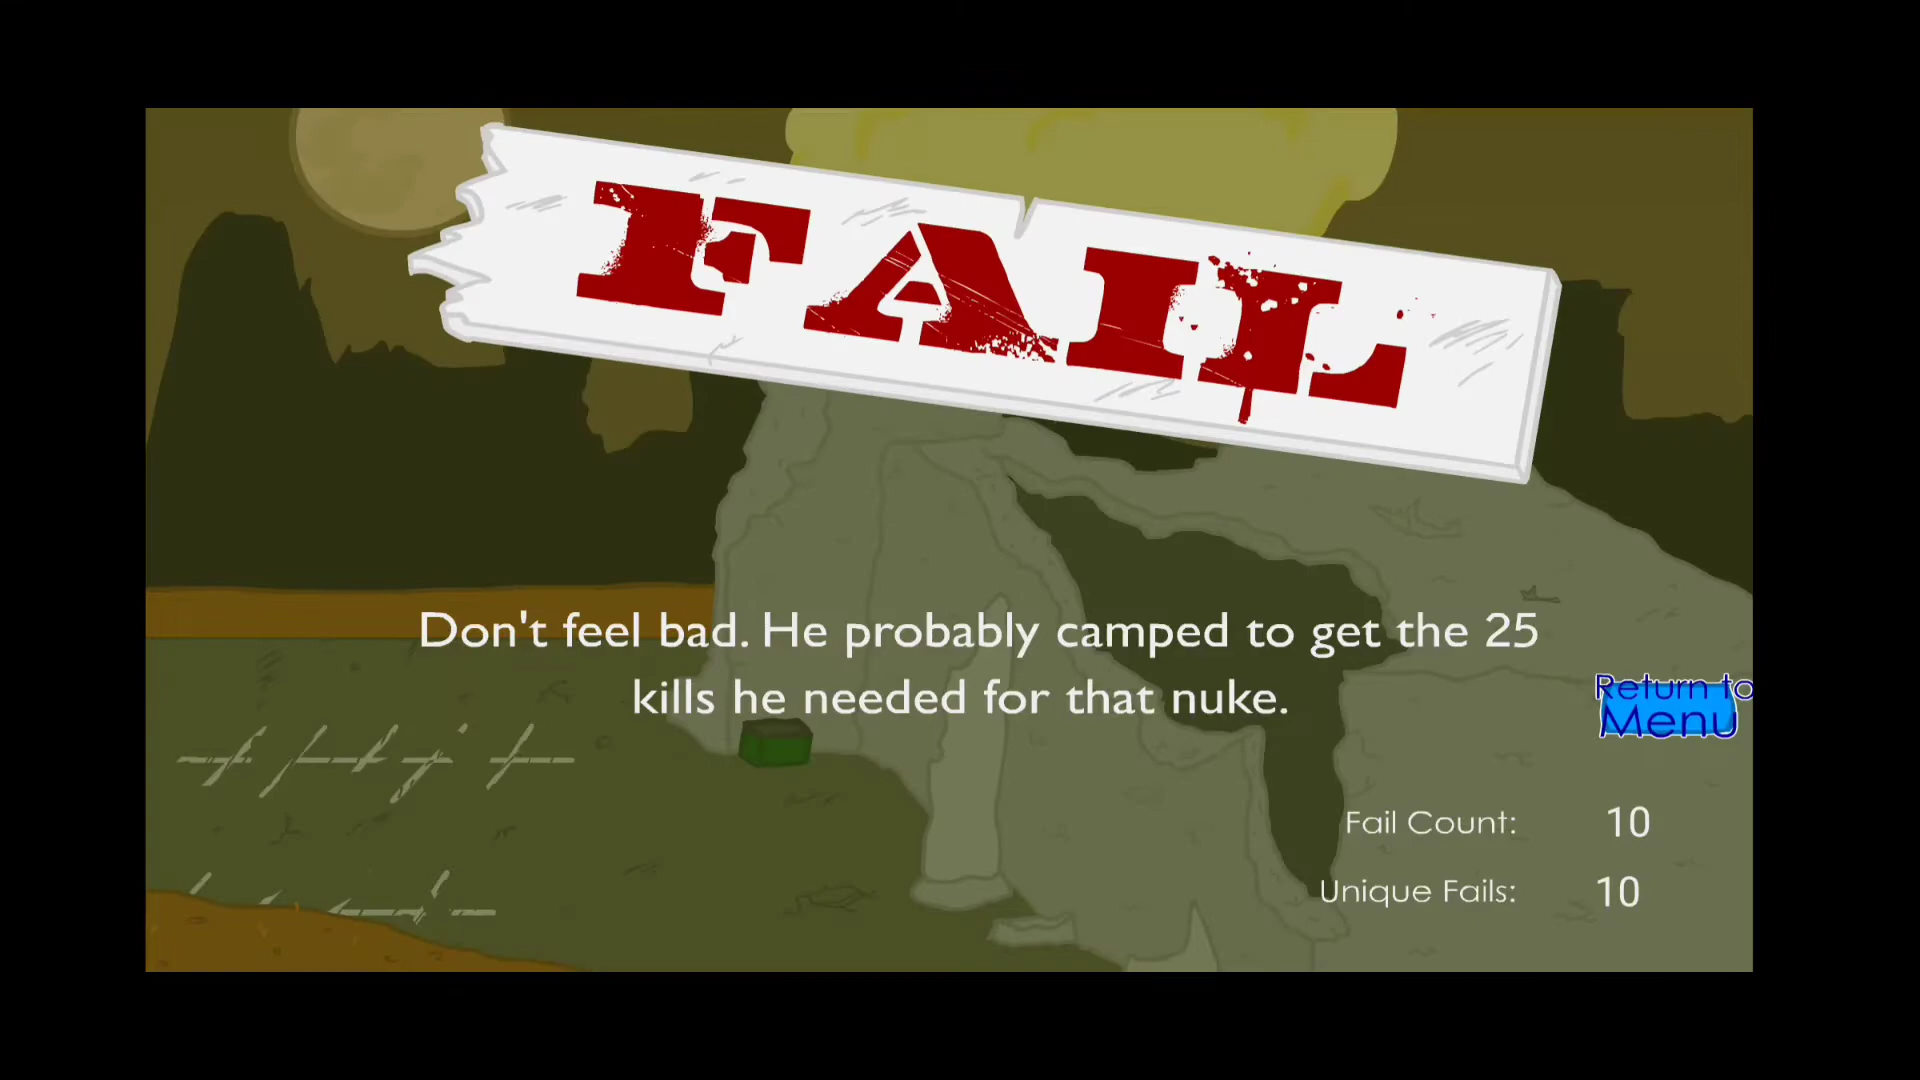 FAIL
Don't feel bad. He probably camped to get the 25
kills he needed for that nuke.
Return to
Menu
Fail Count: 10
Unique Fails: 10